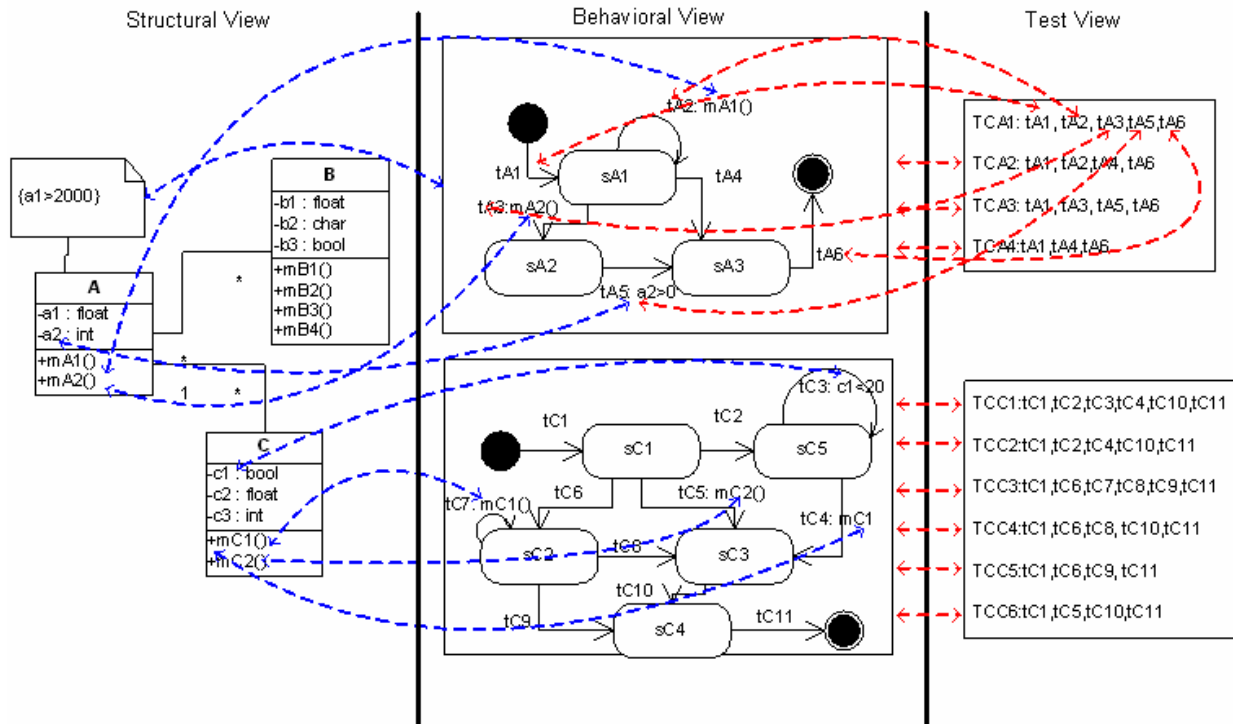 Structural View
Behavioral View
Test View
{a1>2000}
B
-b1 : float
-b2 : char
-b3 : bool
+mB1()
+mB2()
+mB3()
+mB4()
A
-a1 : float
-a2 : int
+mA1()
+mA2()
*
*
1
*
C
-c1 : bool
-c2 : float
-c3 : int
+mC1()
+mC2()
tA2: mA1()
tA1
sA1
tA4
tA3:mA2()
sA2
sA3
tA6
tA5: a2>0
tC3: c1<20
tC1
tC2
sC1
sC5
tC6
tC5: mC2()
tC7: mC1()
tC4: mC1
sC2
tC8
sC3
tC10
tC9
sC4
tC11
TCA1: tA1, tA2, tA3,tA5,tA6
TCA2: tA1, tA2,tA4, tA6
TCA3: tA1, tA3, tA5, tA6
TCA4:tA1,tA4,tA6
TCC1:tC1,tC2,tC3,tC4,tC10,tC11
TCC2:tC1,tC2,tC4,tC10,tC11
TCC3:tC1,tC6,tC7,tC8,tC9,tC11
TCC4:tC1,tC6,tC8, tC10,tC11
TCC5:tC1,tC6,tC9, tC11
TCC6:tC1,tC5,tC10,tC11